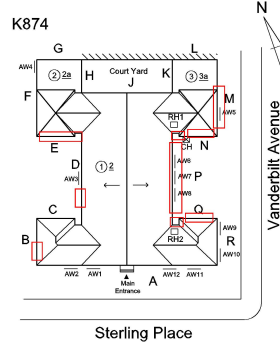 N
K874
G
L
AW4
② 2a
H
Court Yard
K
③ 3a
J
F
M
RH1
AW5
E
CH
N
AW6
D
AW3
① 2
AW7
P
AW8
C
Q
B
RH2
AW9
R
AW10
AW2
AW1
Main
Entrance
A
AW12
AW11
Vanderbilt Avenue
Sterling Place